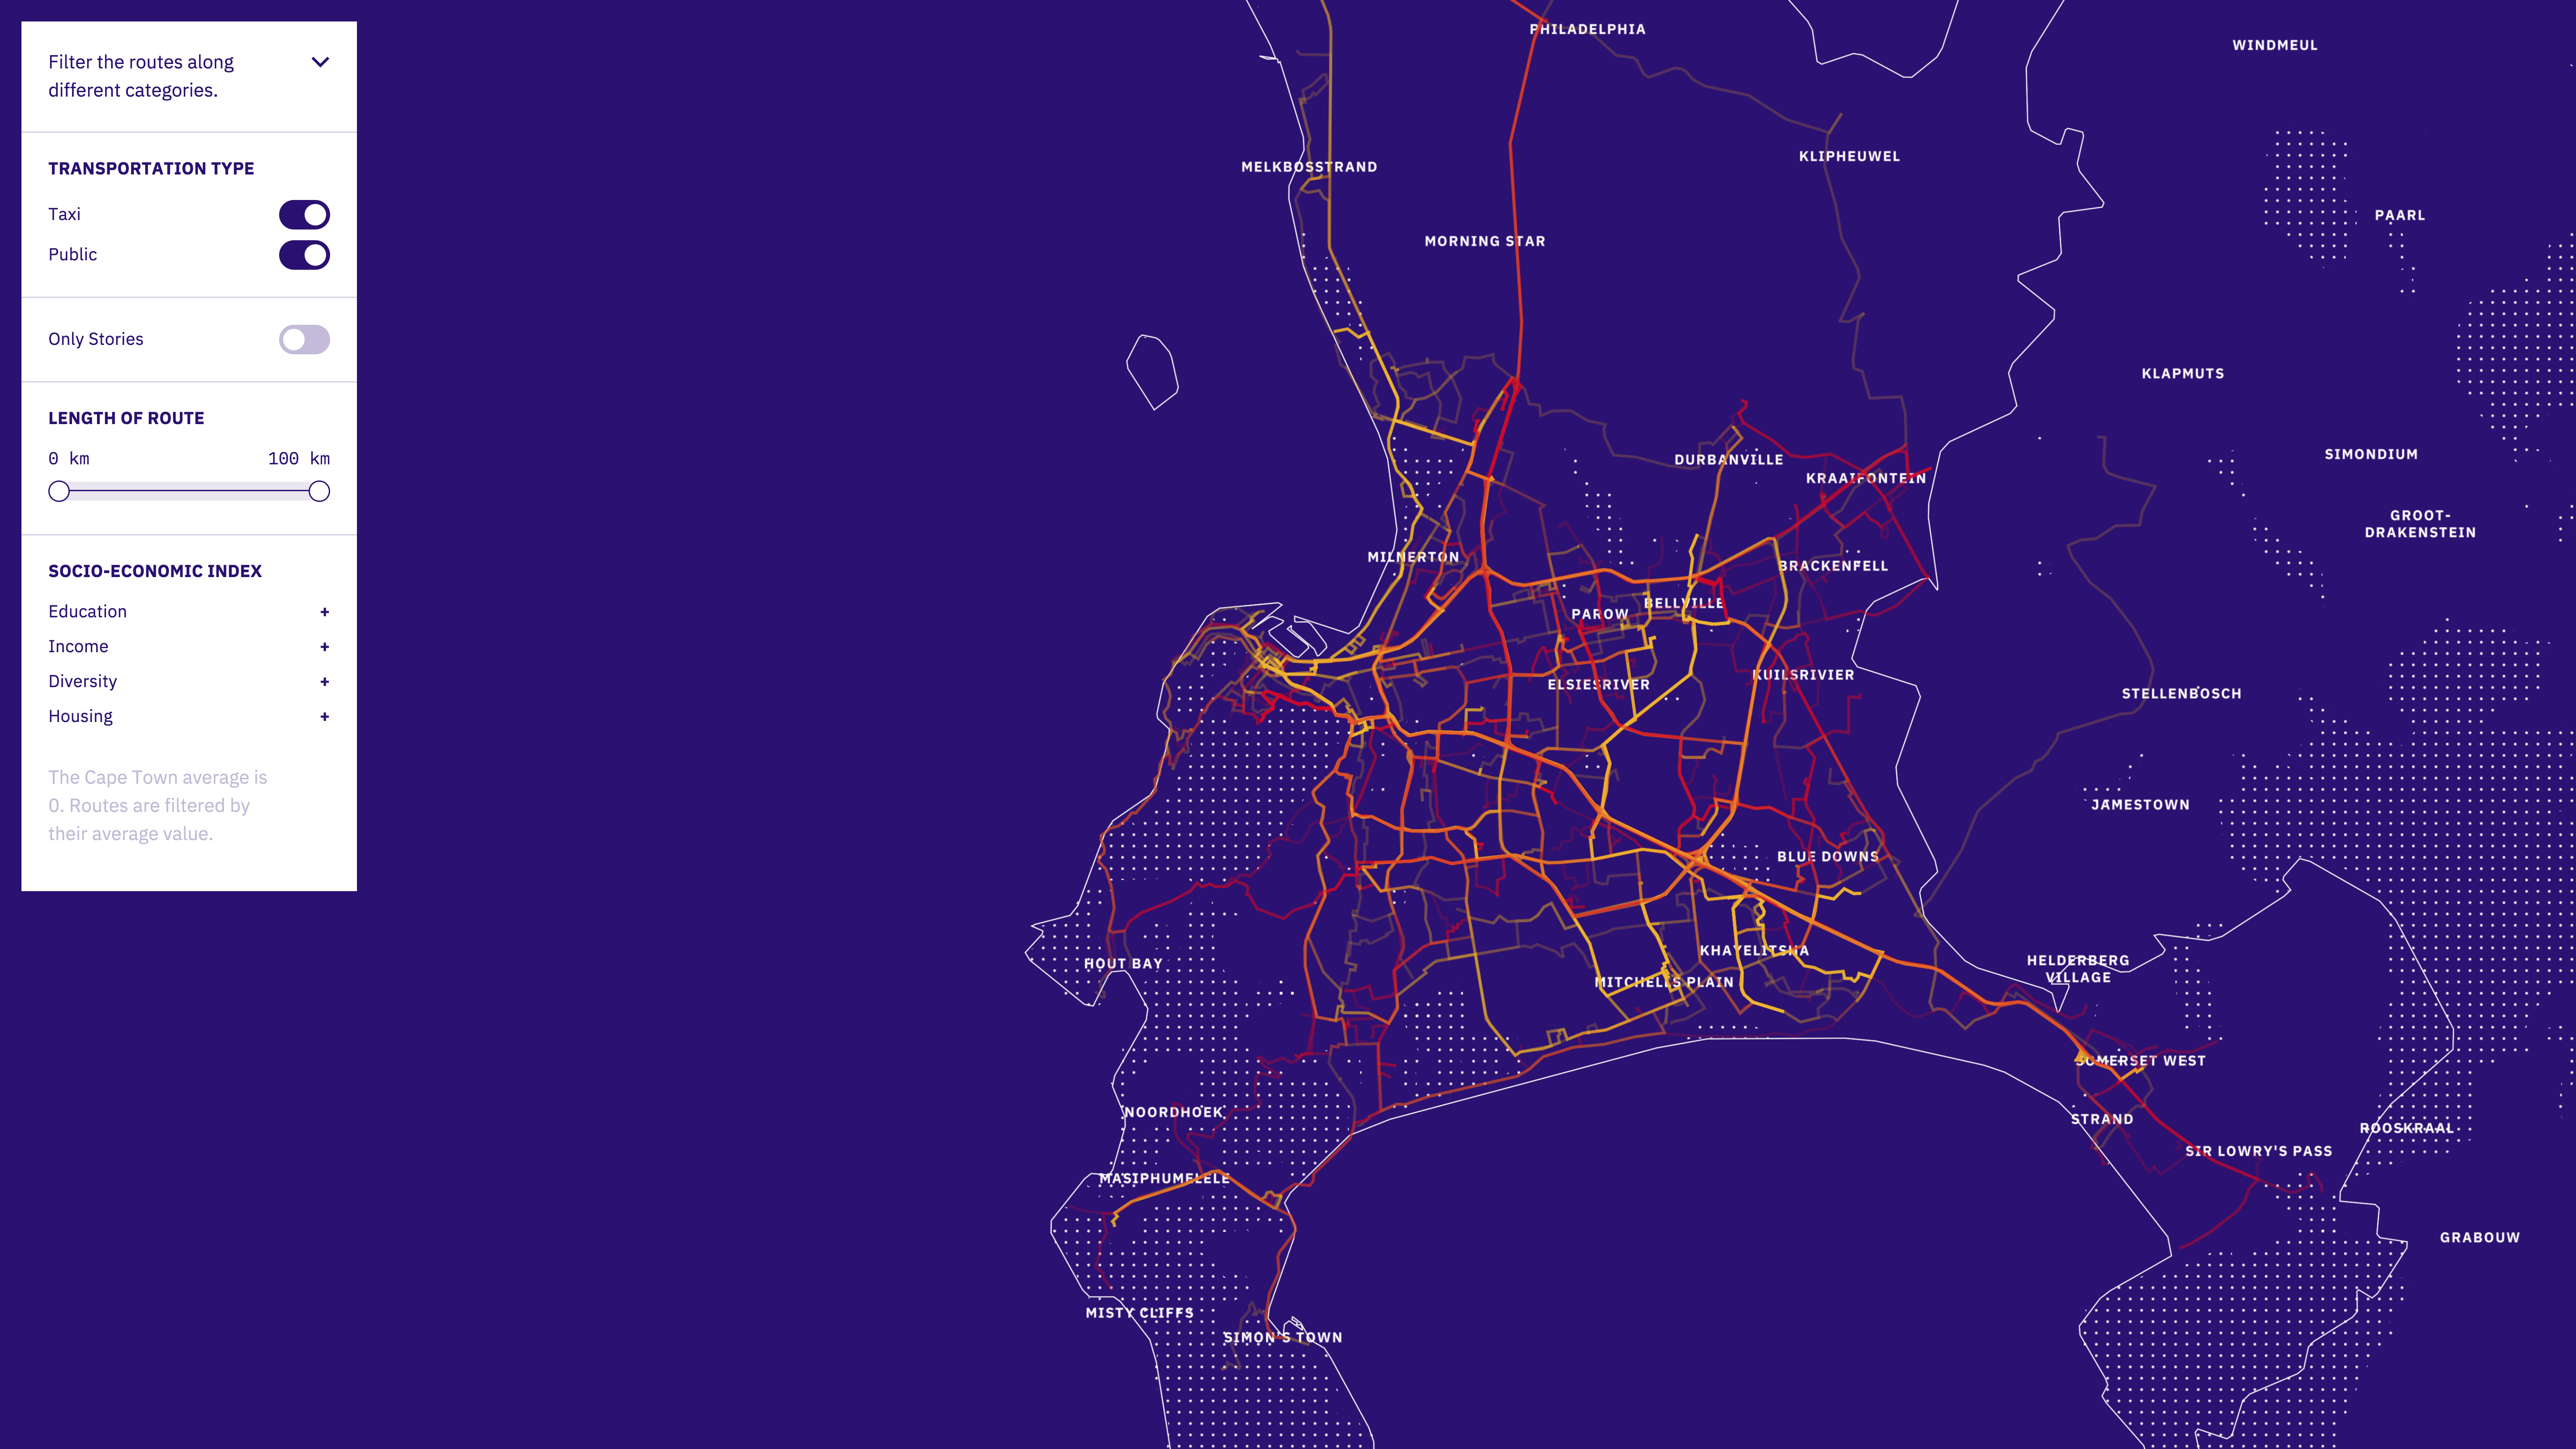 Filter the routes along
different categories.
TRANSPORTATION TYPE
Taxi
Public
Only Stories
LENGTH OF ROUTE
0 km 100 km
SOCIO-ECONOMIC INDEX
Education +
Income +
Diversity +
Housing +
The Cape Town average is
0. Routes are filtered by
their average value.
PHILADELPHIA
WINDMEUL
MELKBOSSTRAND
KLIPHEUWEL
PAARL
MORNING STAR
KLAPMUTS
DURBANVILLE
SIMONDIUM
KRAAIFONTEIN
GROOT-
DRAKENSTEIN
MILNERTON
BRACKENFELL
BELLVILLE
PAROW
KUILSRIVIER
ELSIESRIVER
STELLENBOSCH
JAMESTOWN
BLUE DOWNS
KHAYELITSHA
HOUT BAY
HELDERBERG
VILLAGE
MITCHELLS PLAIN
SOMERSET WEST
NOORDHOEK
STRAND
ROOSKRAAL
SIR LOWRY'S PASS
MASIPHUMELELE
GRABOUW
MISTY CLIFFS
SIMON'S TOWN